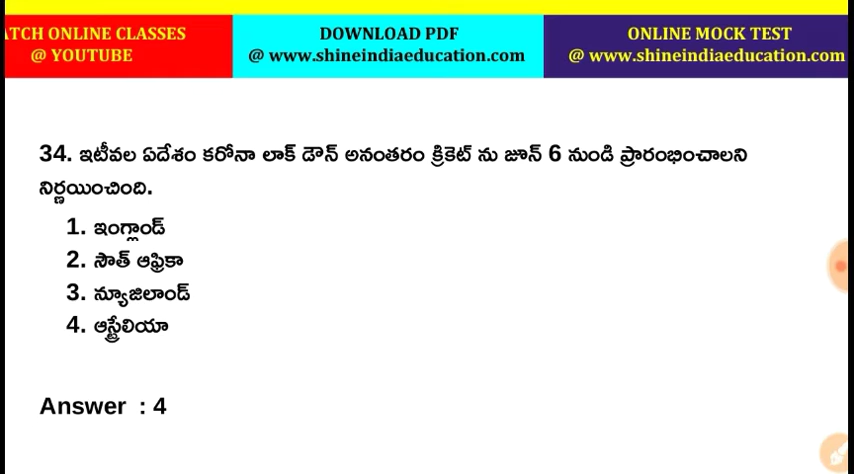 ATCH ONLINE CLASSES
@ YOUTUBE
DOWNLOAD PDF
@ www.shineindiaeducation.com
ONLINE MOCK TEST
@ www.shineindiaeducation.com
34. ఇటీవల ఏదేశం కరోనా లాక్ డౌన్ అనంతరం క్రికెట్ ను జూన్ 6 నుండి ప్రారంభించాలని
నిర్ణయించింది.
1. ఇంగ్లాండ్
2. సౌత్ ఆఫ్రికా
3. న్యూజిలాండ్
4. ఆస్ట్రేలియా
Answer : 4